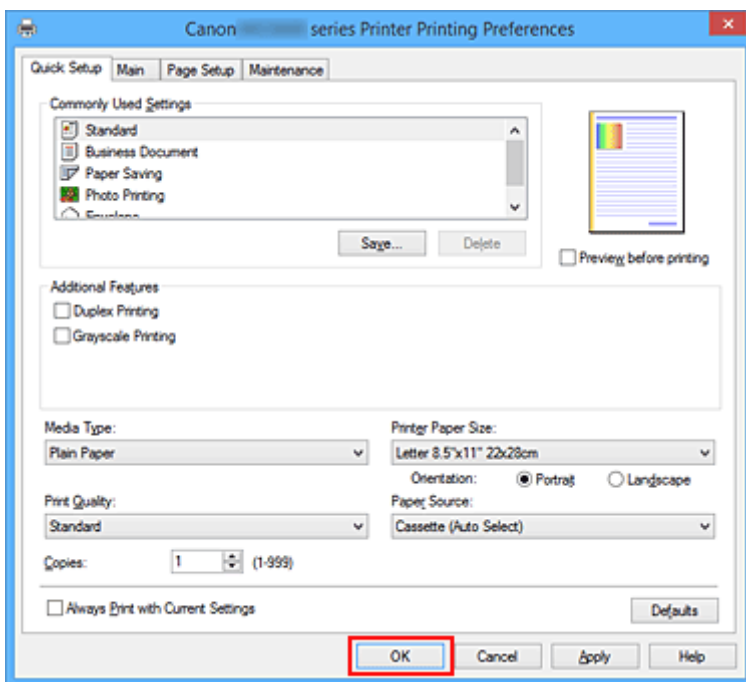 Canon series Printer Printing Preferences
Quick Setup Main Page Setup Maintenance
Commonly Used Settings
Standard
Business Document
Paper Saving
Photo Printing
Envelope
Save... Delete
Preview before printing
Additional Features
Duplex Printing
Grayscale Printing
Media Type:
Plain Paper
Printer Paper Size:
Letter 8.5"x11" 22x28cm
Orientation: Portrait Landscape
Print Quality:
Standard
Paper Source:
Cassette (Auto Select)
Copies: 1 (1-999)
Always Print with Current Settings
Defaults
OK Cancel Apply Help